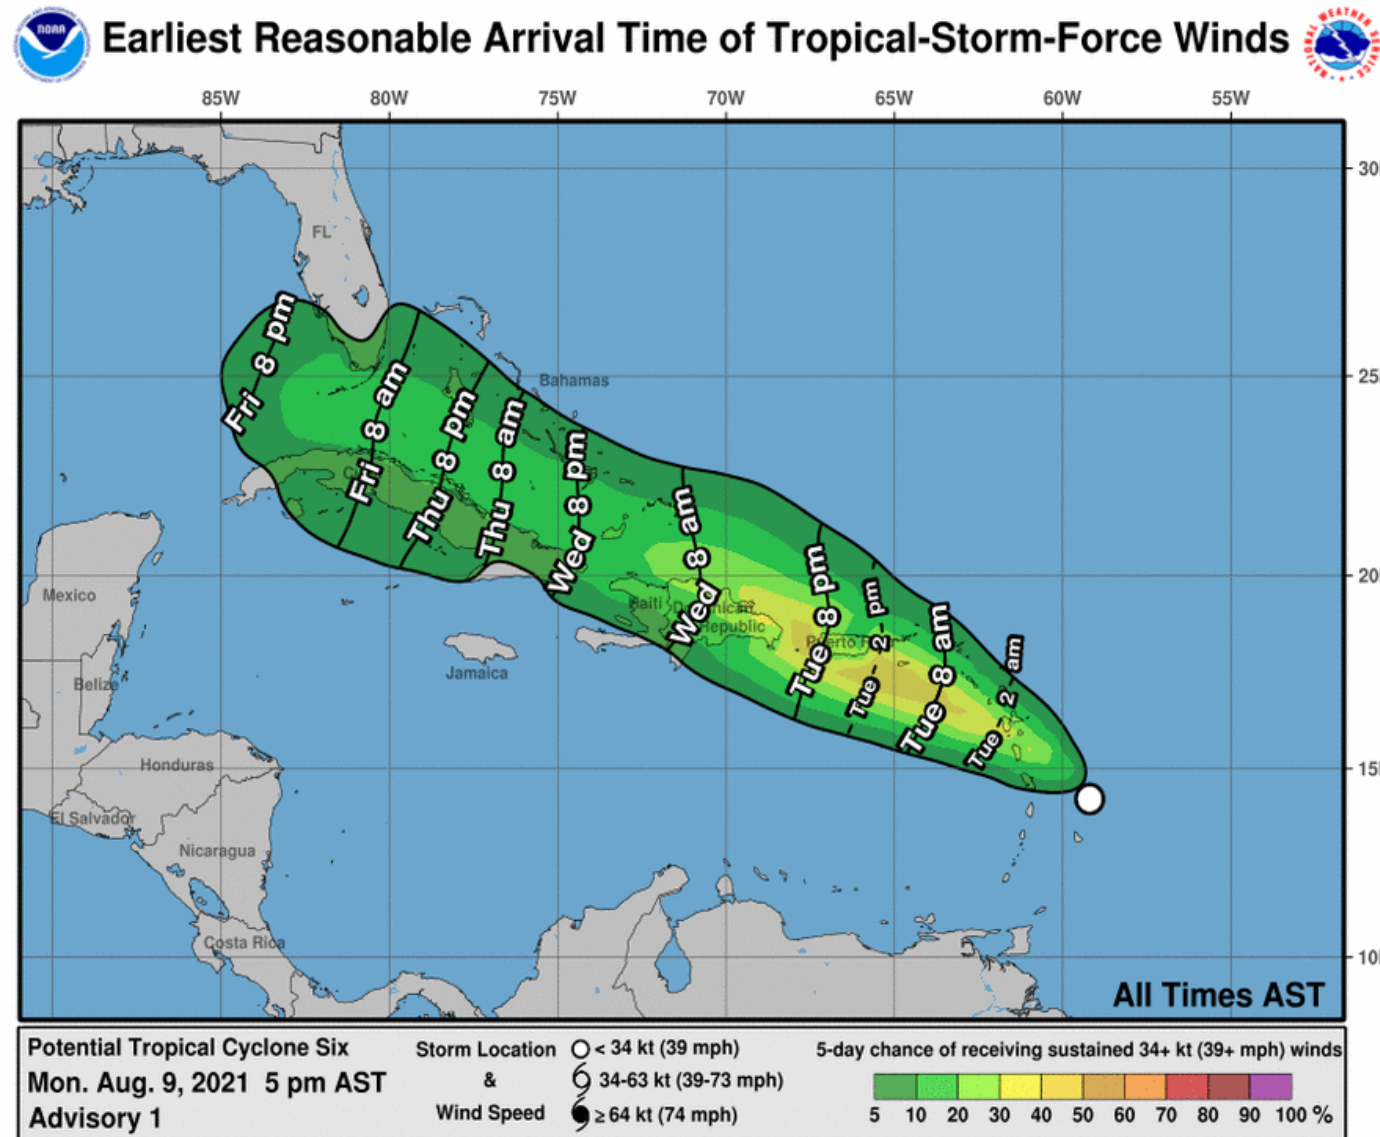 NOAA
Earliest Reasonable Arrival Time of Tropical-Storm-Force Winds
NATIONAL WEATHER SERVICE
85W 80W 75W 70W 65W 60W 55W
FL
Bahamas
Mexico
Belize
Jamaica
Haiti
Dominican
Republic
Honduras
El Salvador
Nicaragua
Costa Rica
Fri 8 pm
Fri 8 am
Thu 8 pm
Thu 8 am
Wed 8 pm
Wed 8 am
Tue 8 pm
Tue 2 pm
Tue 8 am
Tue 2 am
30
25
20
15
10
All Times AST
Potential Tropical Cyclone Six
Mon. Aug. 9, 2021 5 pm AST
Advisory 1
Storm Location
&
Wind Speed
< 34 kt (39 mph)
34-63 kt (39-73 mph)
≥ 64 kt (74 mph)
5-day chance of receiving sustained 34+ kt (39+ mph) winds
5 10 20 30 40 50 60 70 80 90 100 %